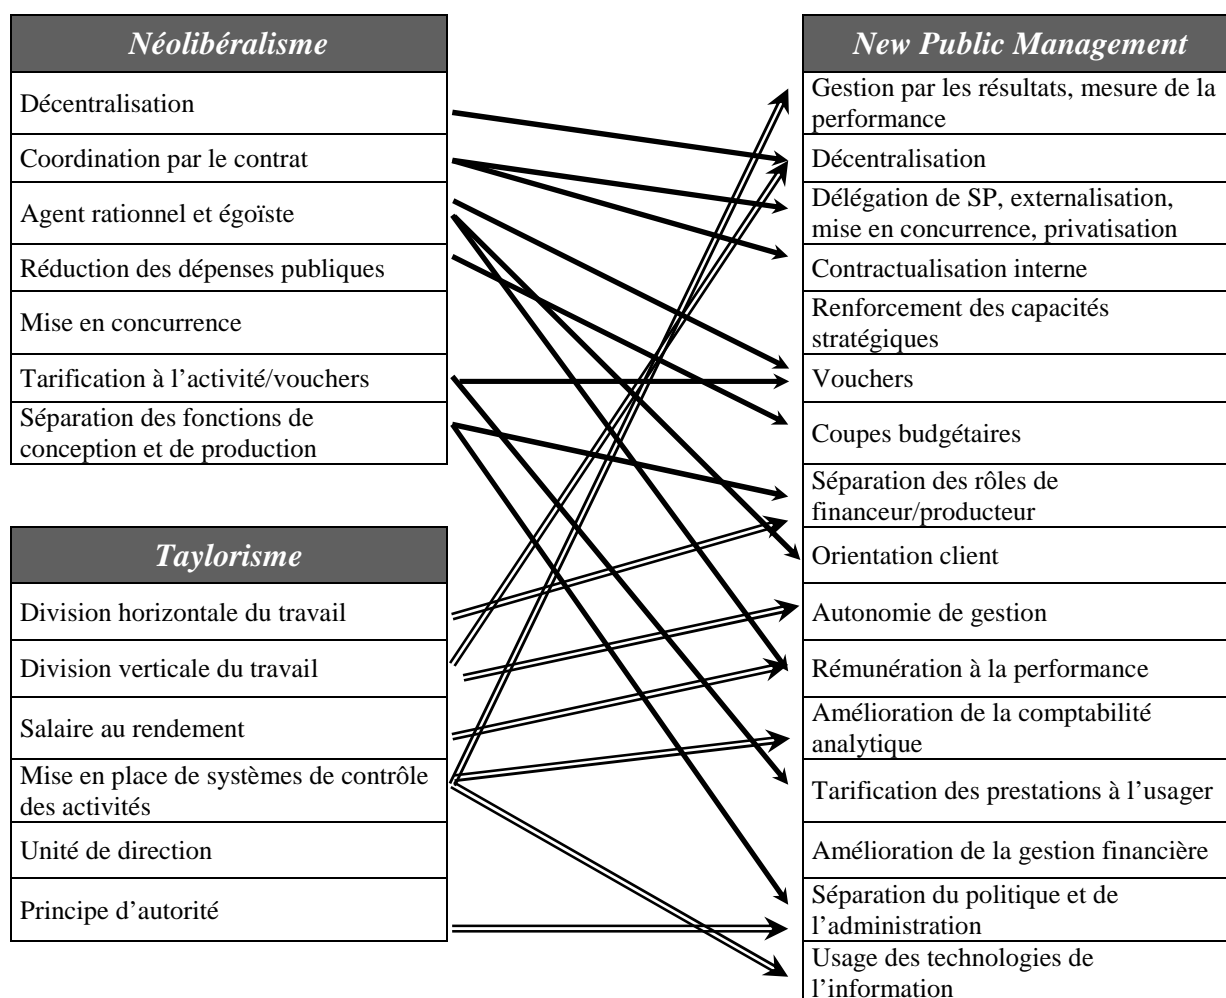 Néolibéralisme
Décentralisation
Coordination par le contrat
Agent rationnel et égoïste
Réduction des dépenses publiques
Mise en concurrence
Tarification à l’activité/vouchers
Séparation des fonctions de
conception et de production
Taylorisme
Division horizontale du travail
Division verticale du travail
Salaire au rendement
Mise en place de systèmes de contrôle
des activités
Unité de direction
Principe d’autorité
New Public Management
Gestion par les résultats, mesure de la
performance
Décentralisation
Délégation de SP, externalisation,
mise en concurrence, privatisation
Contractualisation interne
Renforcement des capacités
stratégiques
Vouchers
Coupes budgétaires
Séparation des rôles de
financeur/producteur
Orientation client
Autonomie de gestion
Rémunération à la performance
Amélioration de la comptabilité
analytique
Tarification des prestations à l’usager
Amélioration de la gestion financière
Séparation du politique et de
l’administration
Usage des technologies de
l’information